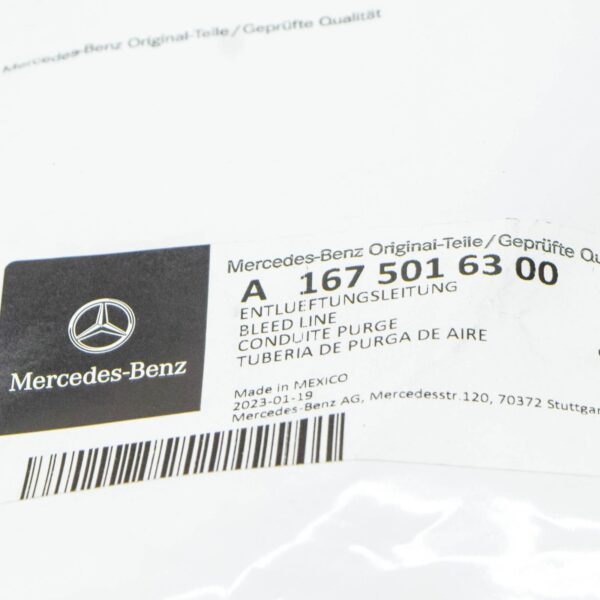 Mercedes-Benz Original-Teile/Geprüfte Qualität
Mercedes-Benz Original-Teile/Geprüfte Qu
A 167 501 63 00
ENTLUEFTUNGSLEITUNG
BLEED LINE
CONDUITE PURGE
TUBERIA DE PURGA DE AIRE
Mercedes-Benz
Made in MEXICO
2023-01-19
Mercedes-Benz AG, Mercedesstr.120, 70372 Stuttgar